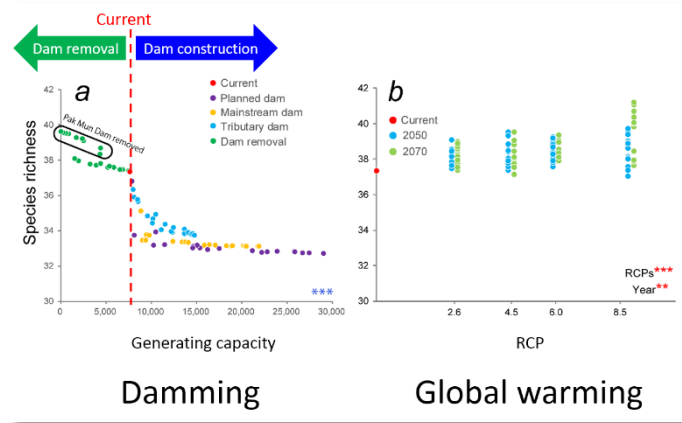 Current
Dam removal
Dam construction
a
Current
Planned dam
Mainstream dam
Tributary dam
Dam removal
Pak Mun Dam removed
Species richness
42
40
38
36
34
32
30
0
5,000
10,000
15,000
20,000
25,000
30,000
***
Generating capacity
Damming
b
Current
2050
2070
42
40
38
36
34
32
30
2.6
4.5
6.0
8.5
RCPs***
Year**
RCP
Global warming